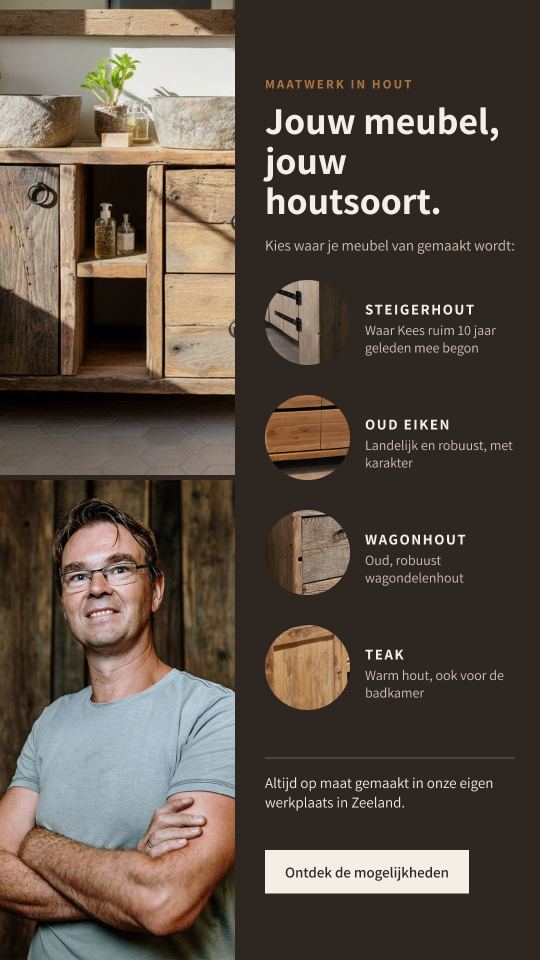 MAATWERK IN HOUT
Jouw meubel,
jouw
houtsoort.
Kies waar je meubel van gemaakt wordt:
STEIGERHOUT
Waar Kees ruim 10 jaar
geleden mee begon
OUD EIKEN
Landelijk en robuust, met
karakter
WAGONHOUT
Oud, robuust
wagondelenhout
TEAK
Warm hout, ook voor de
badkamer
Altijd op maat gemaakt in onze eigen
werkplaats in Zeeland.
Ontdek de mogelijkheden